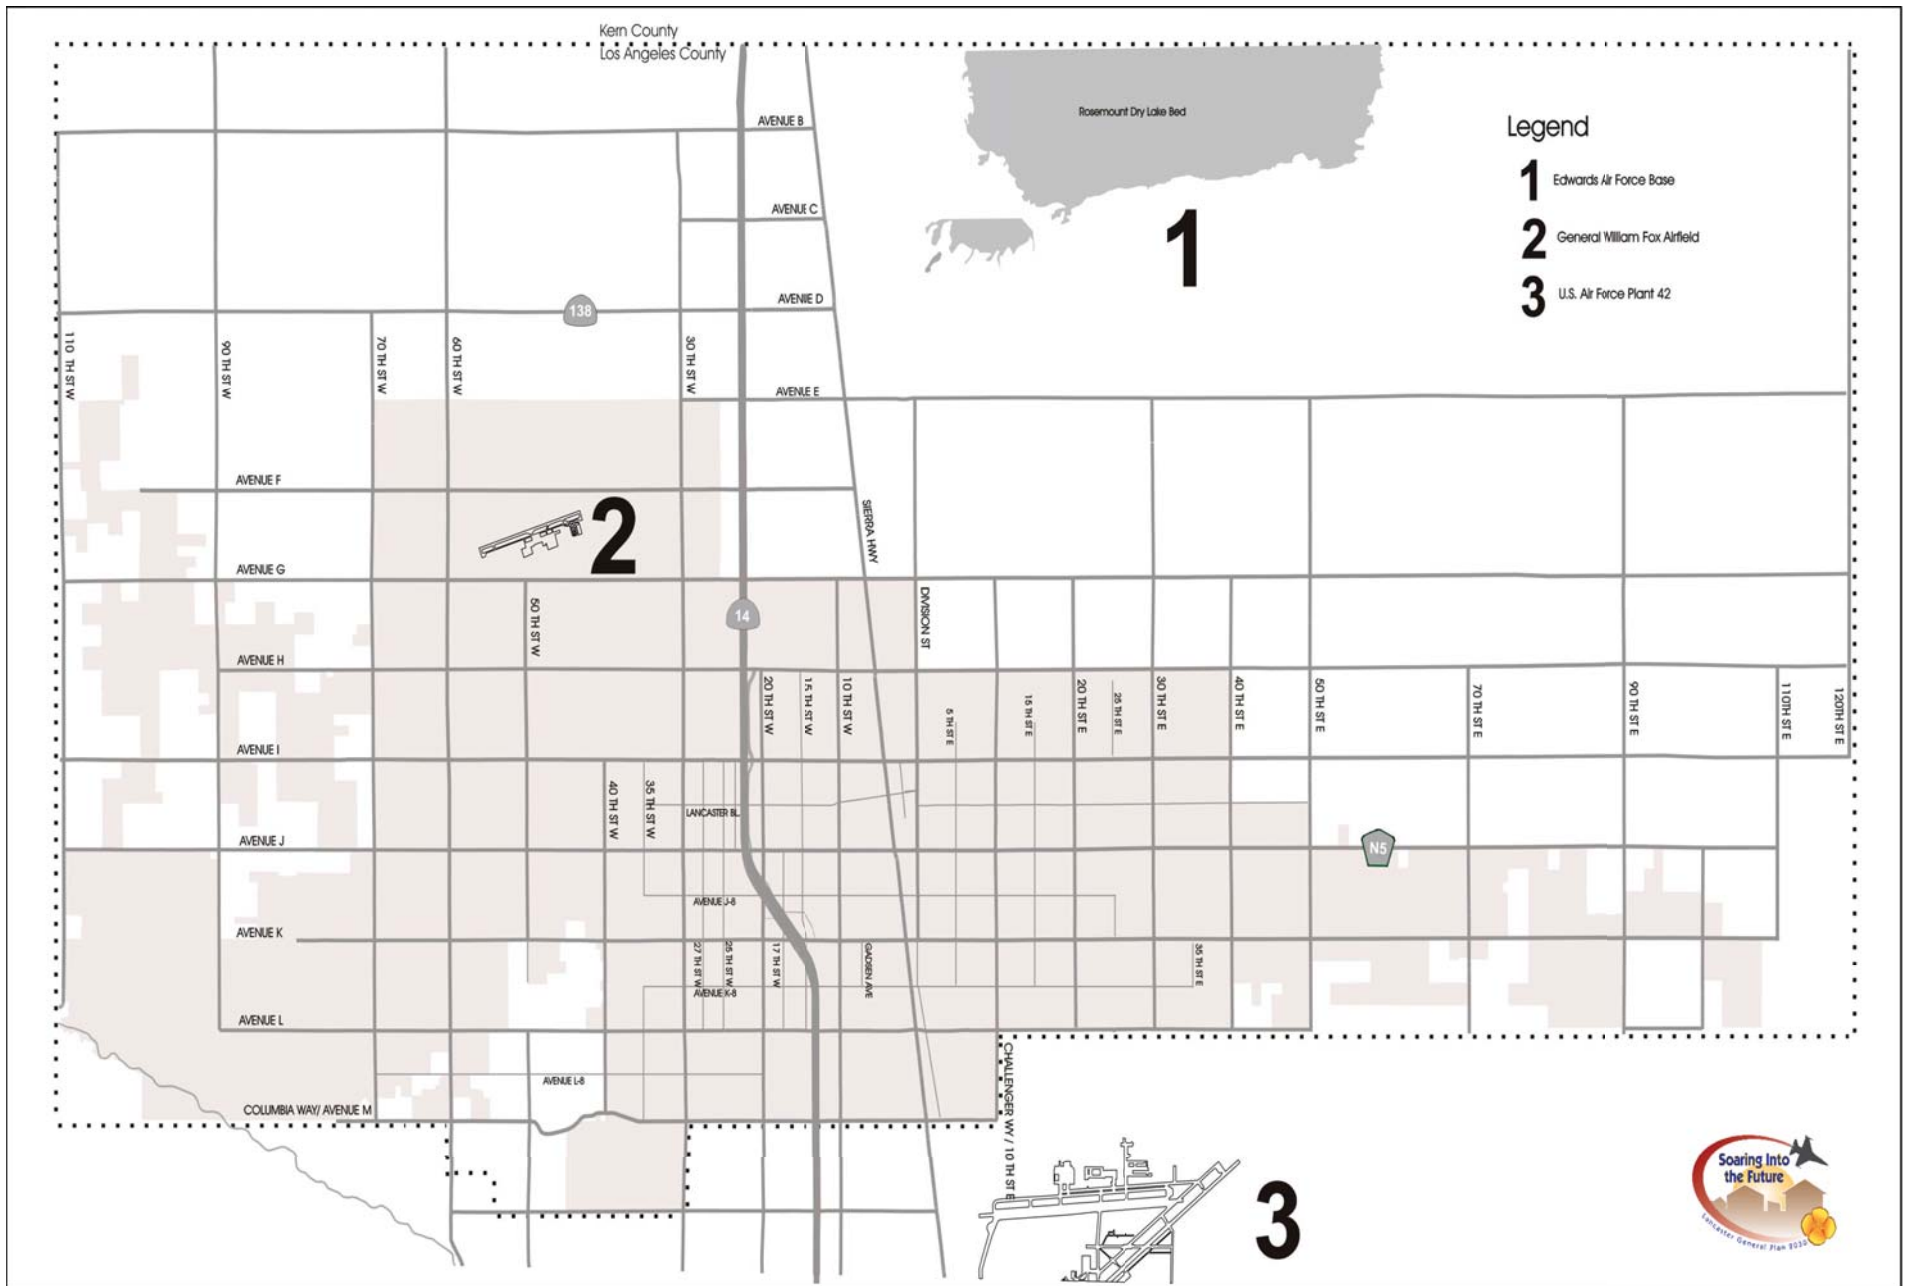 Kern County
Los Angeles County
AVENUE B
Rosemount Dry Lake Bed
Legend
1 Edwards Air Force Base
AVENUE C
1
2 General William Fox Airfield
3 U.S. Air Force Plant 42
138
AVENUE D
110 TH ST W
90 TH ST W
70 TH ST W
60 TH ST W
30 TH ST W
AVENUE E
AVENUE F
2
SIERRA HWY
AVENUE G
50 TH ST W
14
DIVISION ST
AVENUE H
20 TH ST W
15 TH ST W
10 TH ST W
5 TH ST E
15 TH ST E
20 TH ST E
25 TH ST E
30 TH ST E
40 TH ST E
50 TH ST E
70 TH ST E
90 TH ST E
110TH ST E
120TH ST E
AVENUE I
40 TH ST W
35 TH ST W
LANCASTER BL
AVENUE J
N5
AVENUE J-8
AVENUE K
27 TH ST W
25 TH ST W
17 TH ST W
GADSEN AVE
35 TH ST E
AVENUE K-8
AVENUE L
CHALLENGER WY / 10 TH ST E
AVENUE L-8
COLUMBIA WAY/ AVENUE M
3
Soaring Into
the Future
Lancaster General Plan 2030